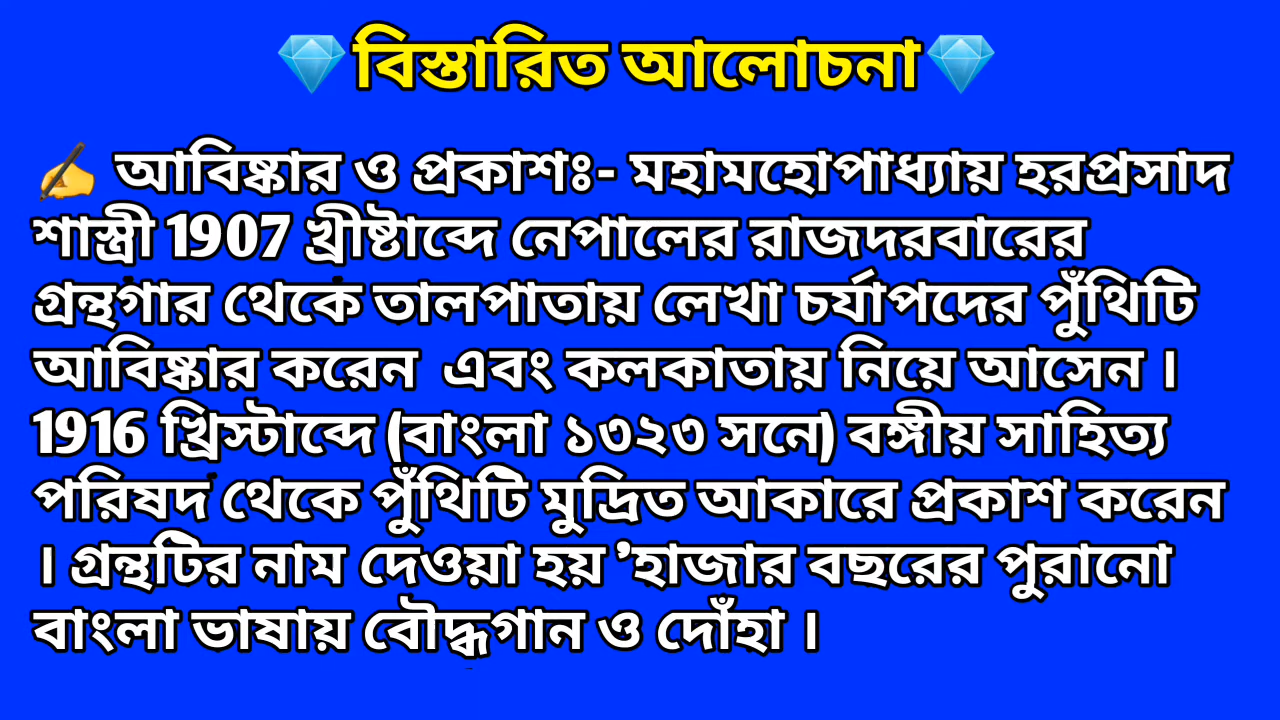 💎বিস্তারিত আলোচনা💎
✍️ আবিষ্কার ও প্রকাশঃ- মহামহোপাধ্যায় হরপ্রসাদ
শাস্ত্রী 1907 খ্রীষ্টাব্দে নেপালের রাজদরবারের
গ্রন্থগার থেকে তালপাতায় লেখা চর্যাপদের পুঁথিটি
আবিষ্কার করেন এবং কলকাতায় নিয়ে আসেন ।
1916 খ্রিস্টাব্দে (বাংলা ১৩২৩ সনে) বঙ্গীয় সাহিত্য
পরিষদ থেকে পুঁথিটি মুদ্রিত আকারে প্রকাশ করেন
। গ্রন্থটির নাম দেওয়া হয় ’হাজার বছরের পুরানো
বাংলা ভাষায় বৌদ্ধগান ও দোঁহা ।